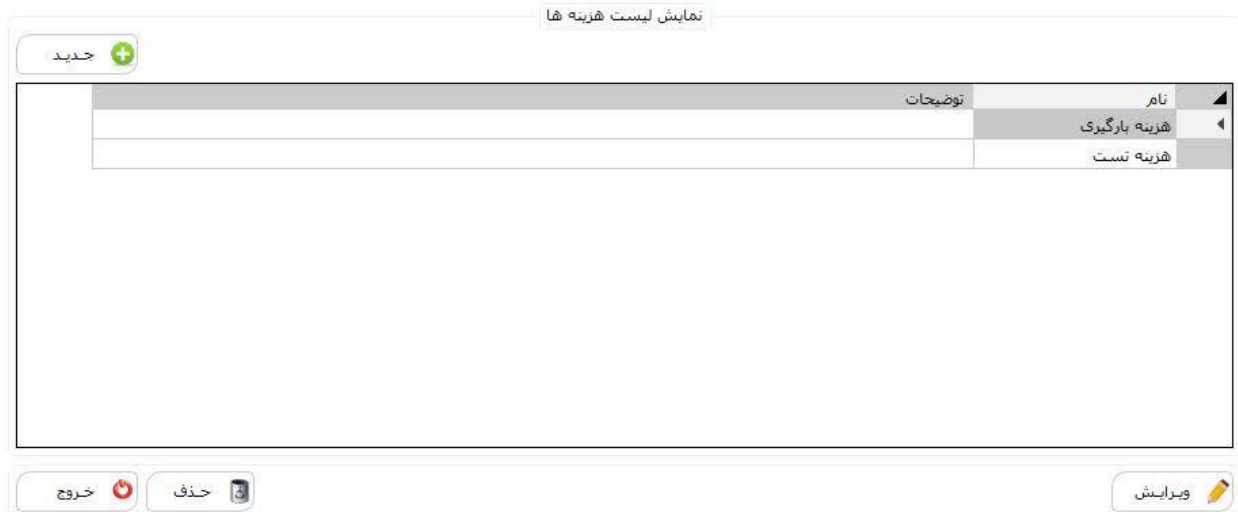 نمایش لیست هزینه ها
جدید
نام توضیحات
هزینه بارگیری
هزینه تست
ویرایش حذف خروج